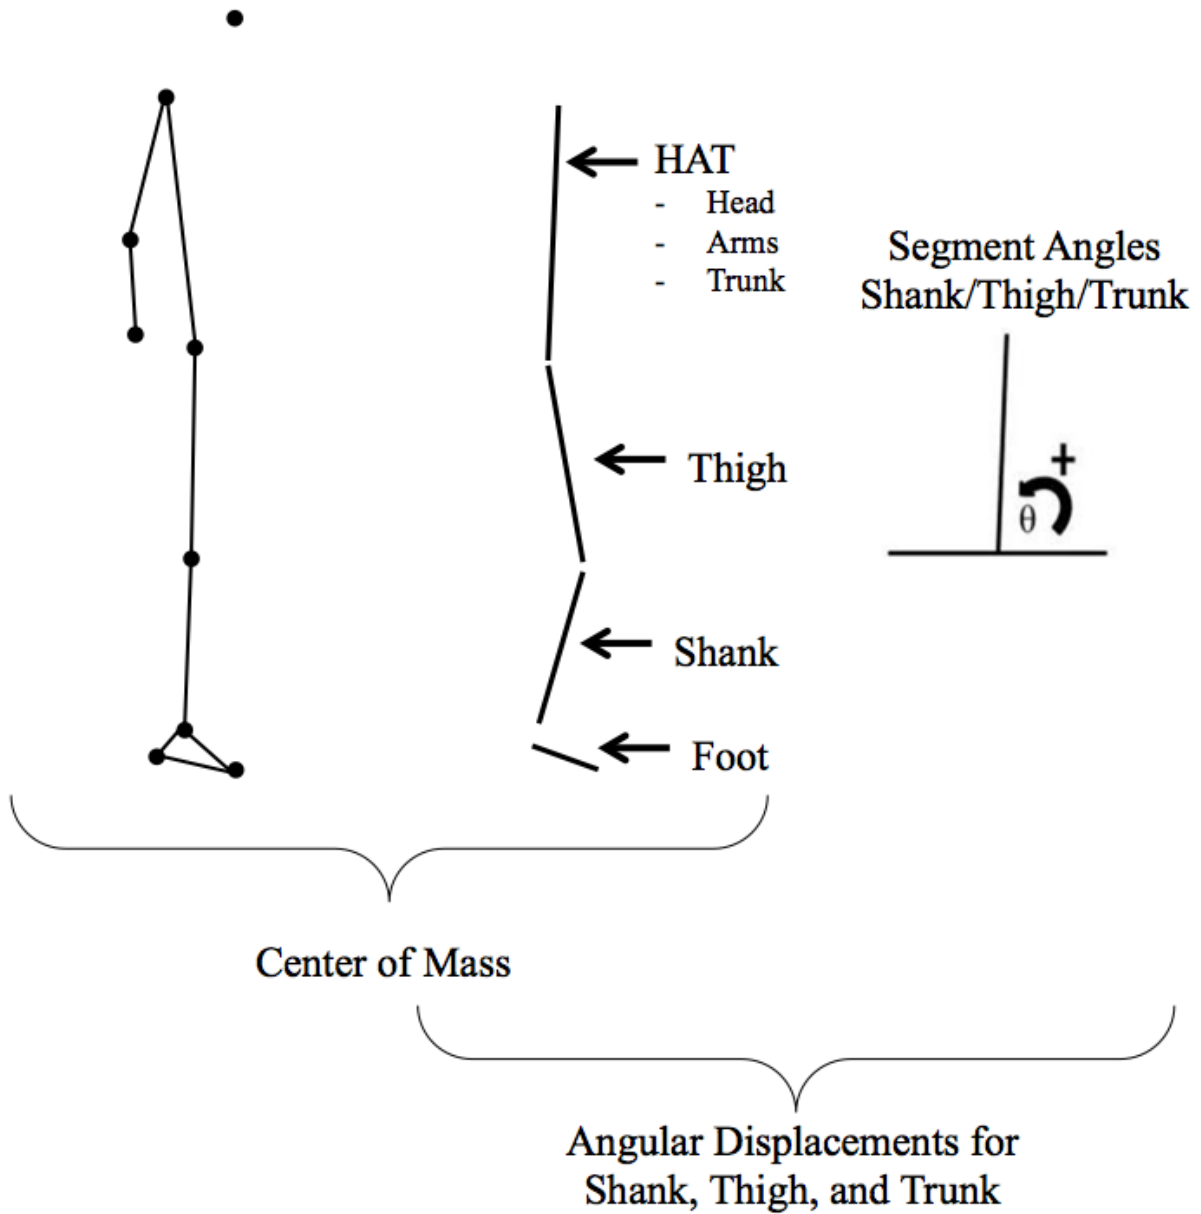 HAT
- Head
- Arms
- Trunk
Segment Angles
Shank/Thigh/Trunk
+
θ
Thigh
Shank
Foot
Center of Mass
Angular Displacements for
Shank, Thigh, and Trunk